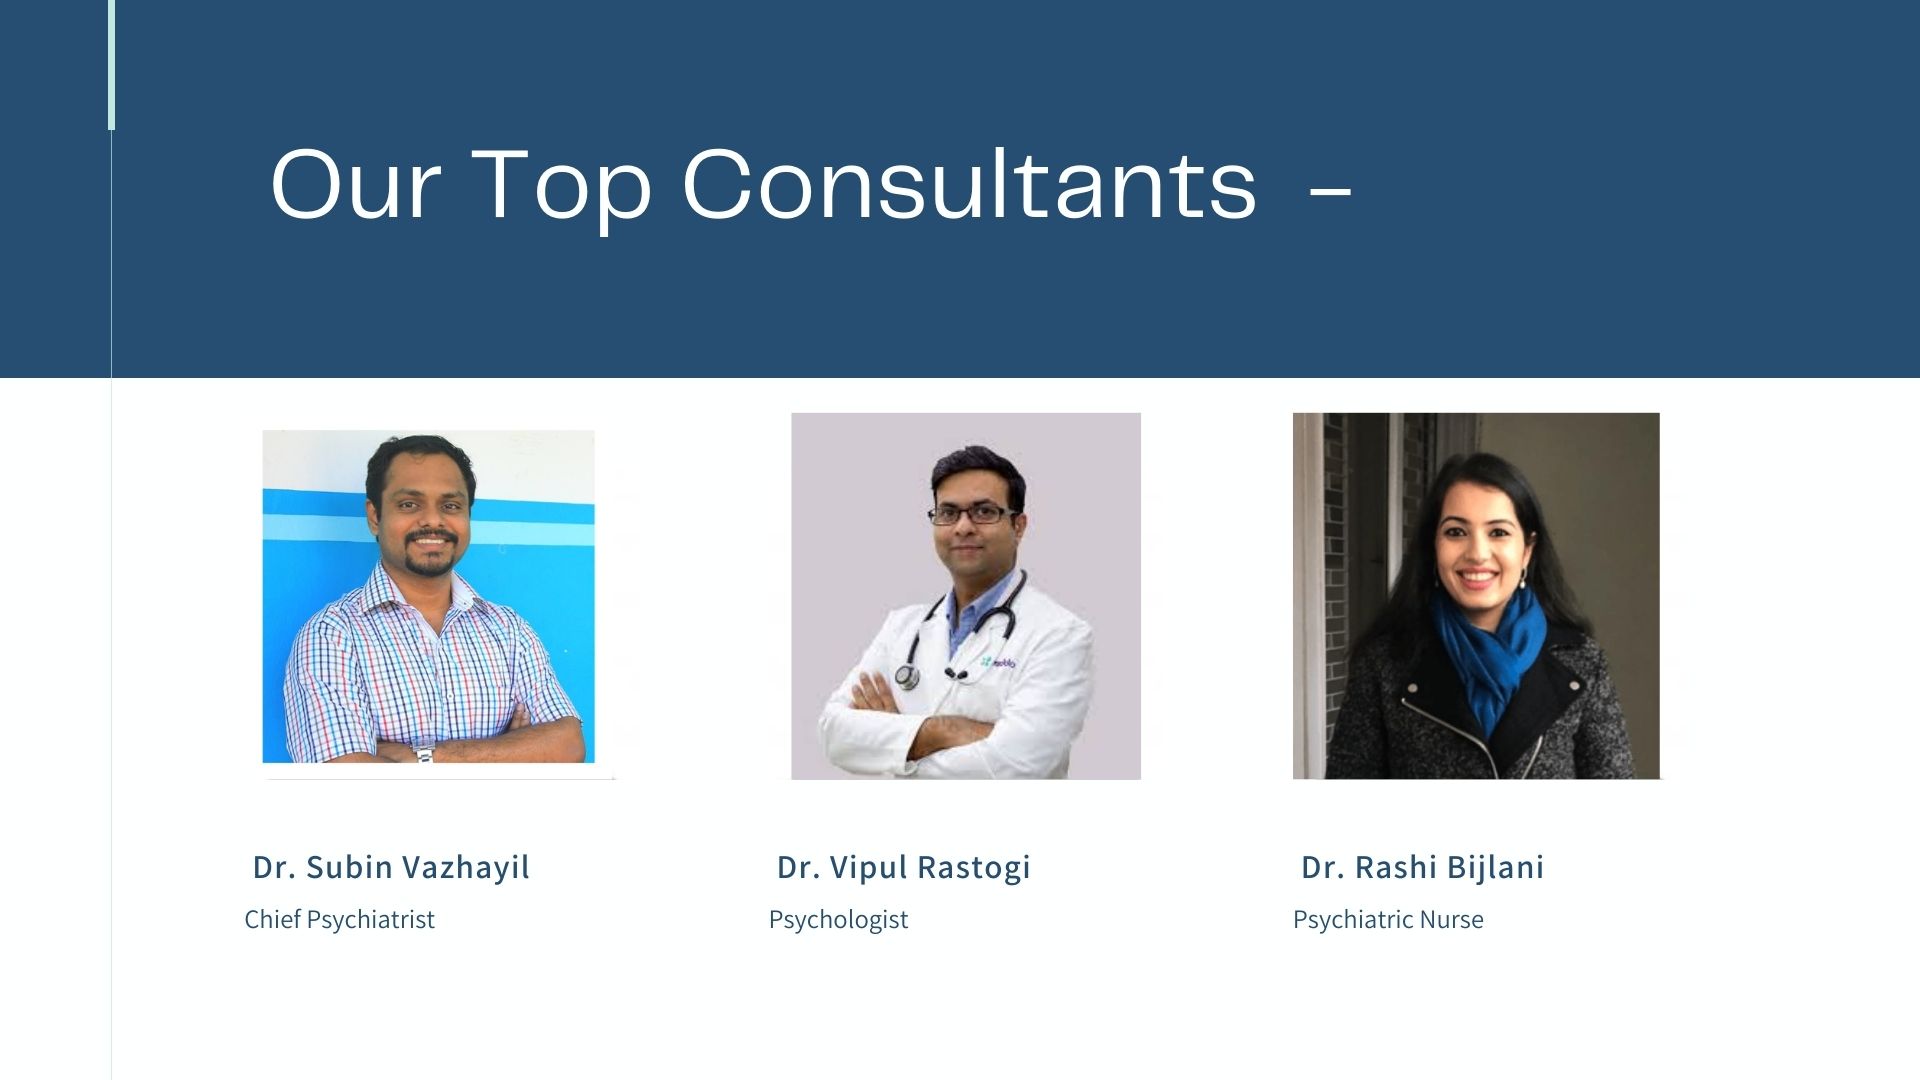 Our Top Consultants –
Dr. Subin Vazhayil
Dr. Vipul Rastogi
Dr. Rashi Bijlani
Chief Psychiatrist
Psychologist
Psychiatric Nurse